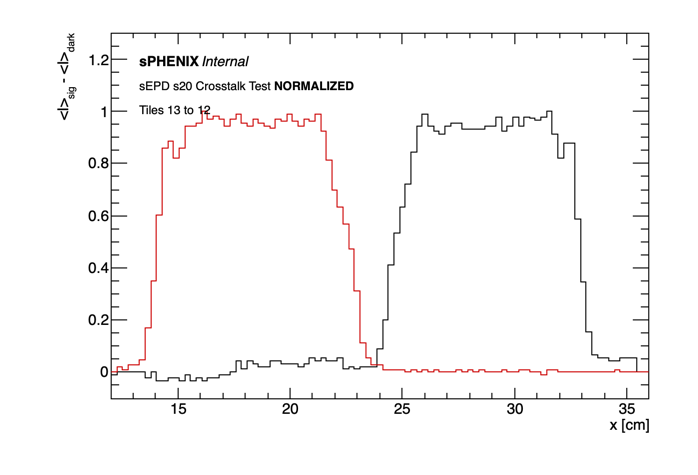 <I>sig - <I>dark
sPHENIX Internal
sEPD s20 Crosstalk Test NORMALIZED
Tiles 13 to 12
1.2
1
0.8
0.6
0.4
0.2
0
15 20 25 30 35
x [cm]